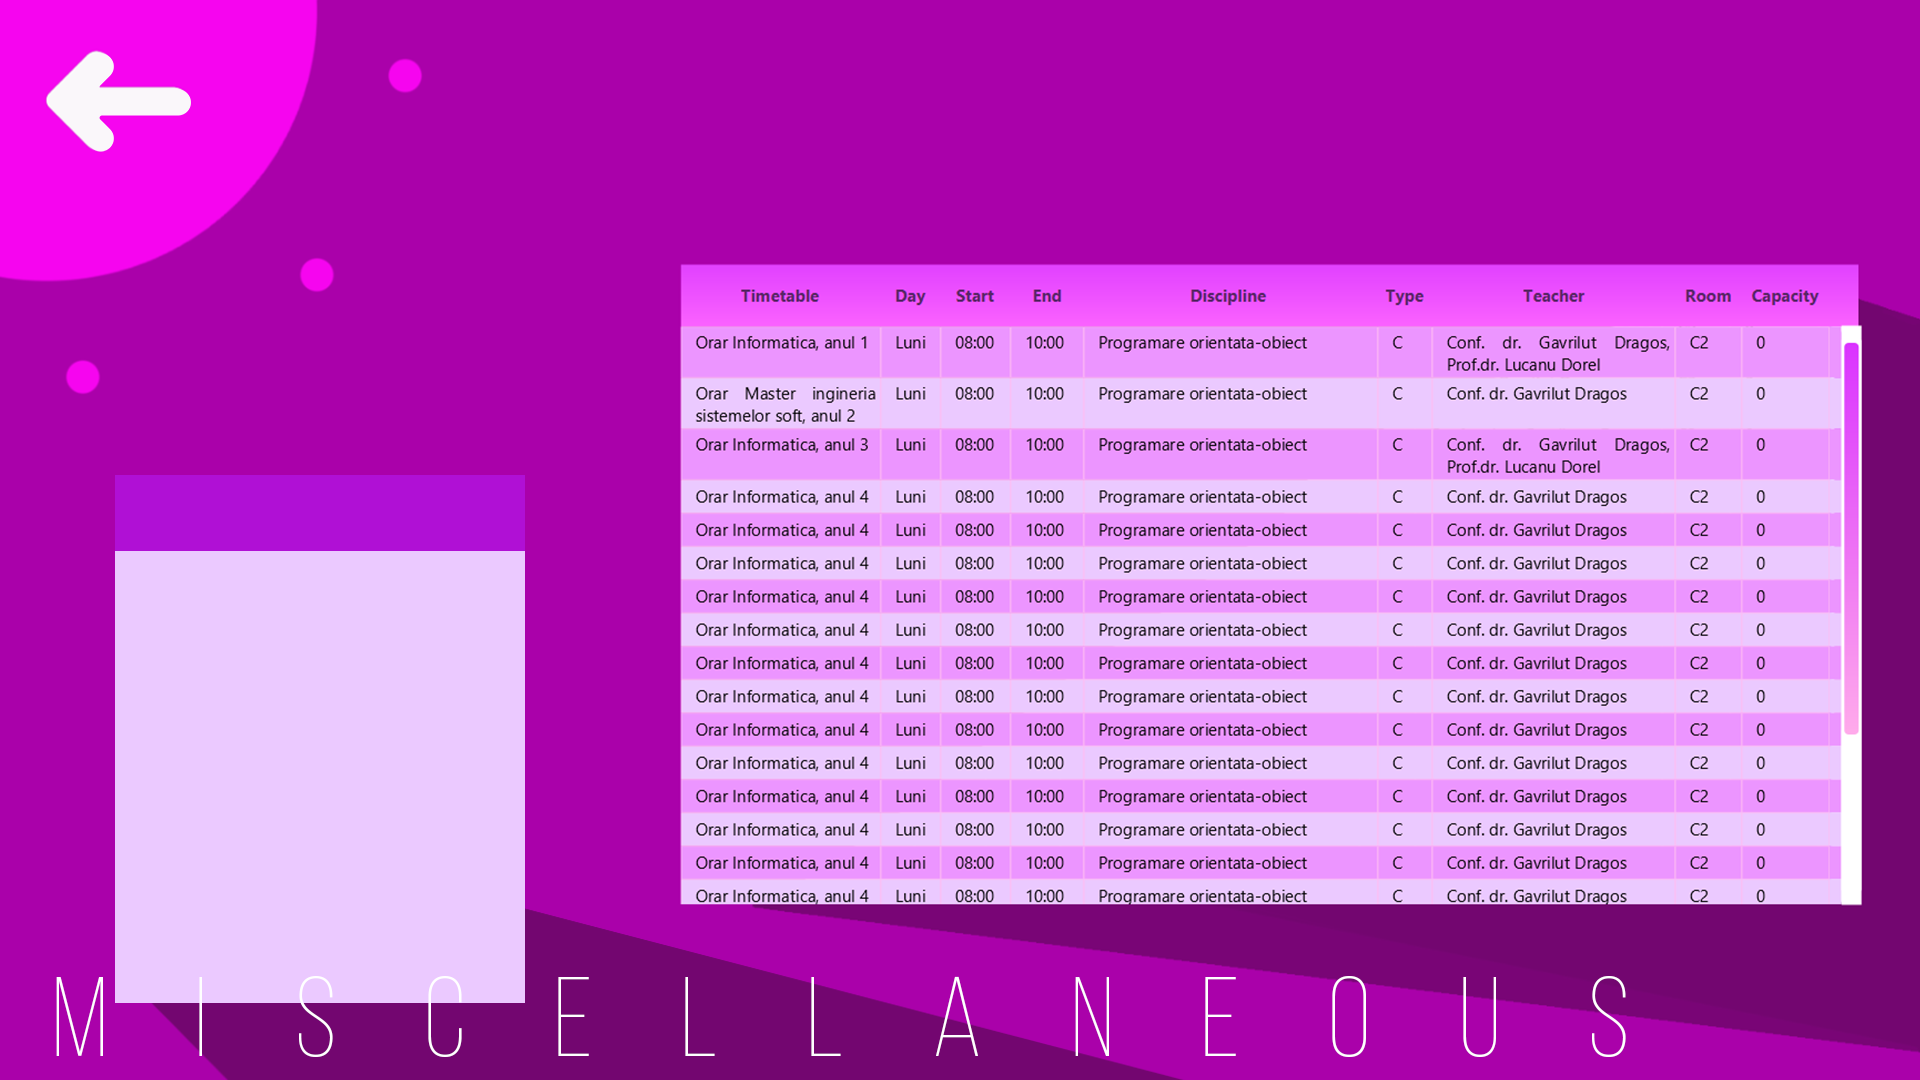 Timetable Day Start End Discipline Type Teacher Room Capacity
Orar Informatica, anul 1 Luni 08:00 10:00 Programare orientata-obiect C Conf. dr. Gavrilut Dragos, C2 0
Prof.dr. Lucanu Dorel
Orar Master ingineria Luni 08:00 10:00 Programare orientata-obiect C Conf. dr. Gavrilut Dragos C2 0
sistemelor soft, anul 2
Orar Informatica, anul 3 Luni 08:00 10:00 Programare orientata-obiect C Conf. dr. Gavrilut Dragos, C2 0
Prof.dr. Lucanu Dorel
Orar Informatica, anul 4 Luni 08:00 10:00 Programare orientata-obiect C Conf. dr. Gavrilut Dragos C2 0
Orar Informatica, anul 4 Luni 08:00 10:00 Programare orientata-obiect C Conf. dr. Gavrilut Dragos C2 0
Orar Informatica, anul 4 Luni 08:00 10:00 Programare orientata-obiect C Conf. dr. Gavrilut Dragos C2 0
Orar Informatica, anul 4 Luni 08:00 10:00 Programare orientata-obiect C Conf. dr. Gavrilut Dragos C2 0
Orar Informatica, anul 4 Luni 08:00 10:00 Programare orientata-obiect C Conf. dr. Gavrilut Dragos C2 0
Orar Informatica, anul 4 Luni 08:00 10:00 Programare orientata-obiect C Conf. dr. Gavrilut Dragos C2 0
Orar Informatica, anul 4 Luni 08:00 10:00 Programare orientata-obiect C Conf. dr. Gavrilut Dragos C2 0
Orar Informatica, anul 4 Luni 08:00 10:00 Programare orientata-obiect C Conf. dr. Gavrilut Dragos C2 0
Orar Informatica, anul 4 Luni 08:00 10:00 Programare orientata-obiect C Conf. dr. Gavrilut Dragos C2 0
Orar Informatica, anul 4 Luni 08:00 10:00 Programare orientata-obiect C Conf. dr. Gavrilut Dragos C2 0
Orar Informatica, anul 4 Luni 08:00 10:00 Programare orientata-obiect C Conf. dr. Gavrilut Dragos C2 0
Orar Informatica, anul 4 Luni 08:00 10:00 Programare orientata-obiect C Conf. dr. Gavrilut Dragos C2 0
Orar Informatica, anul 4 Luni 08:00 10:00 Programare orientata-obiect C Conf. dr. Gavrilut Dragos C2 0
MISCELLANEOUS